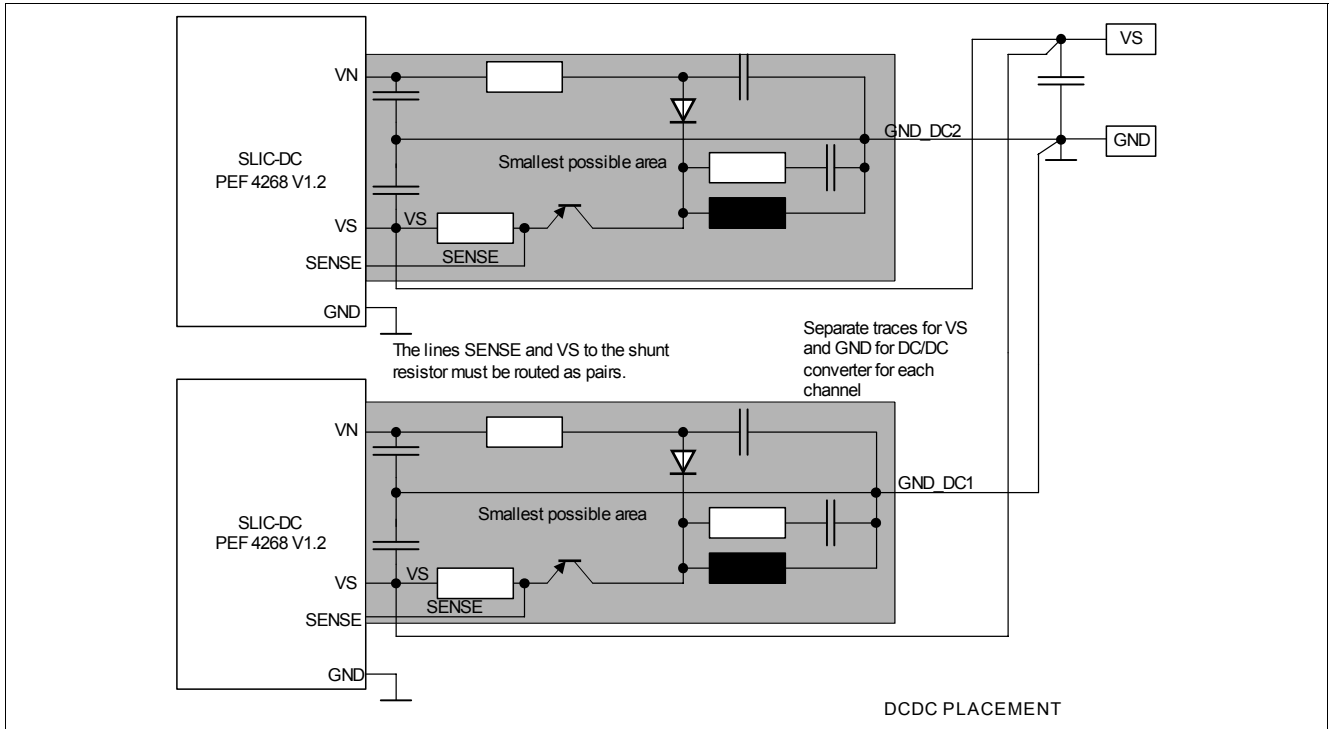 VS
VN
GND_DC2
GND
SLIC-DC
PEF 4268 V1.2
Smallest possible area
VS
VS
SENSE
SENSE
GND
The lines SENSE and VS to the shunt
resistor must be routed as pairs.
Separate traces for VS
and GND for DC/DC
converter for each
channel
VN
GND_DC1
SLIC-DC
PEF 4268 V1.2
Smallest possible area
VS
VS
SENSE
SENSE
GND
DCDC PLACEMENT